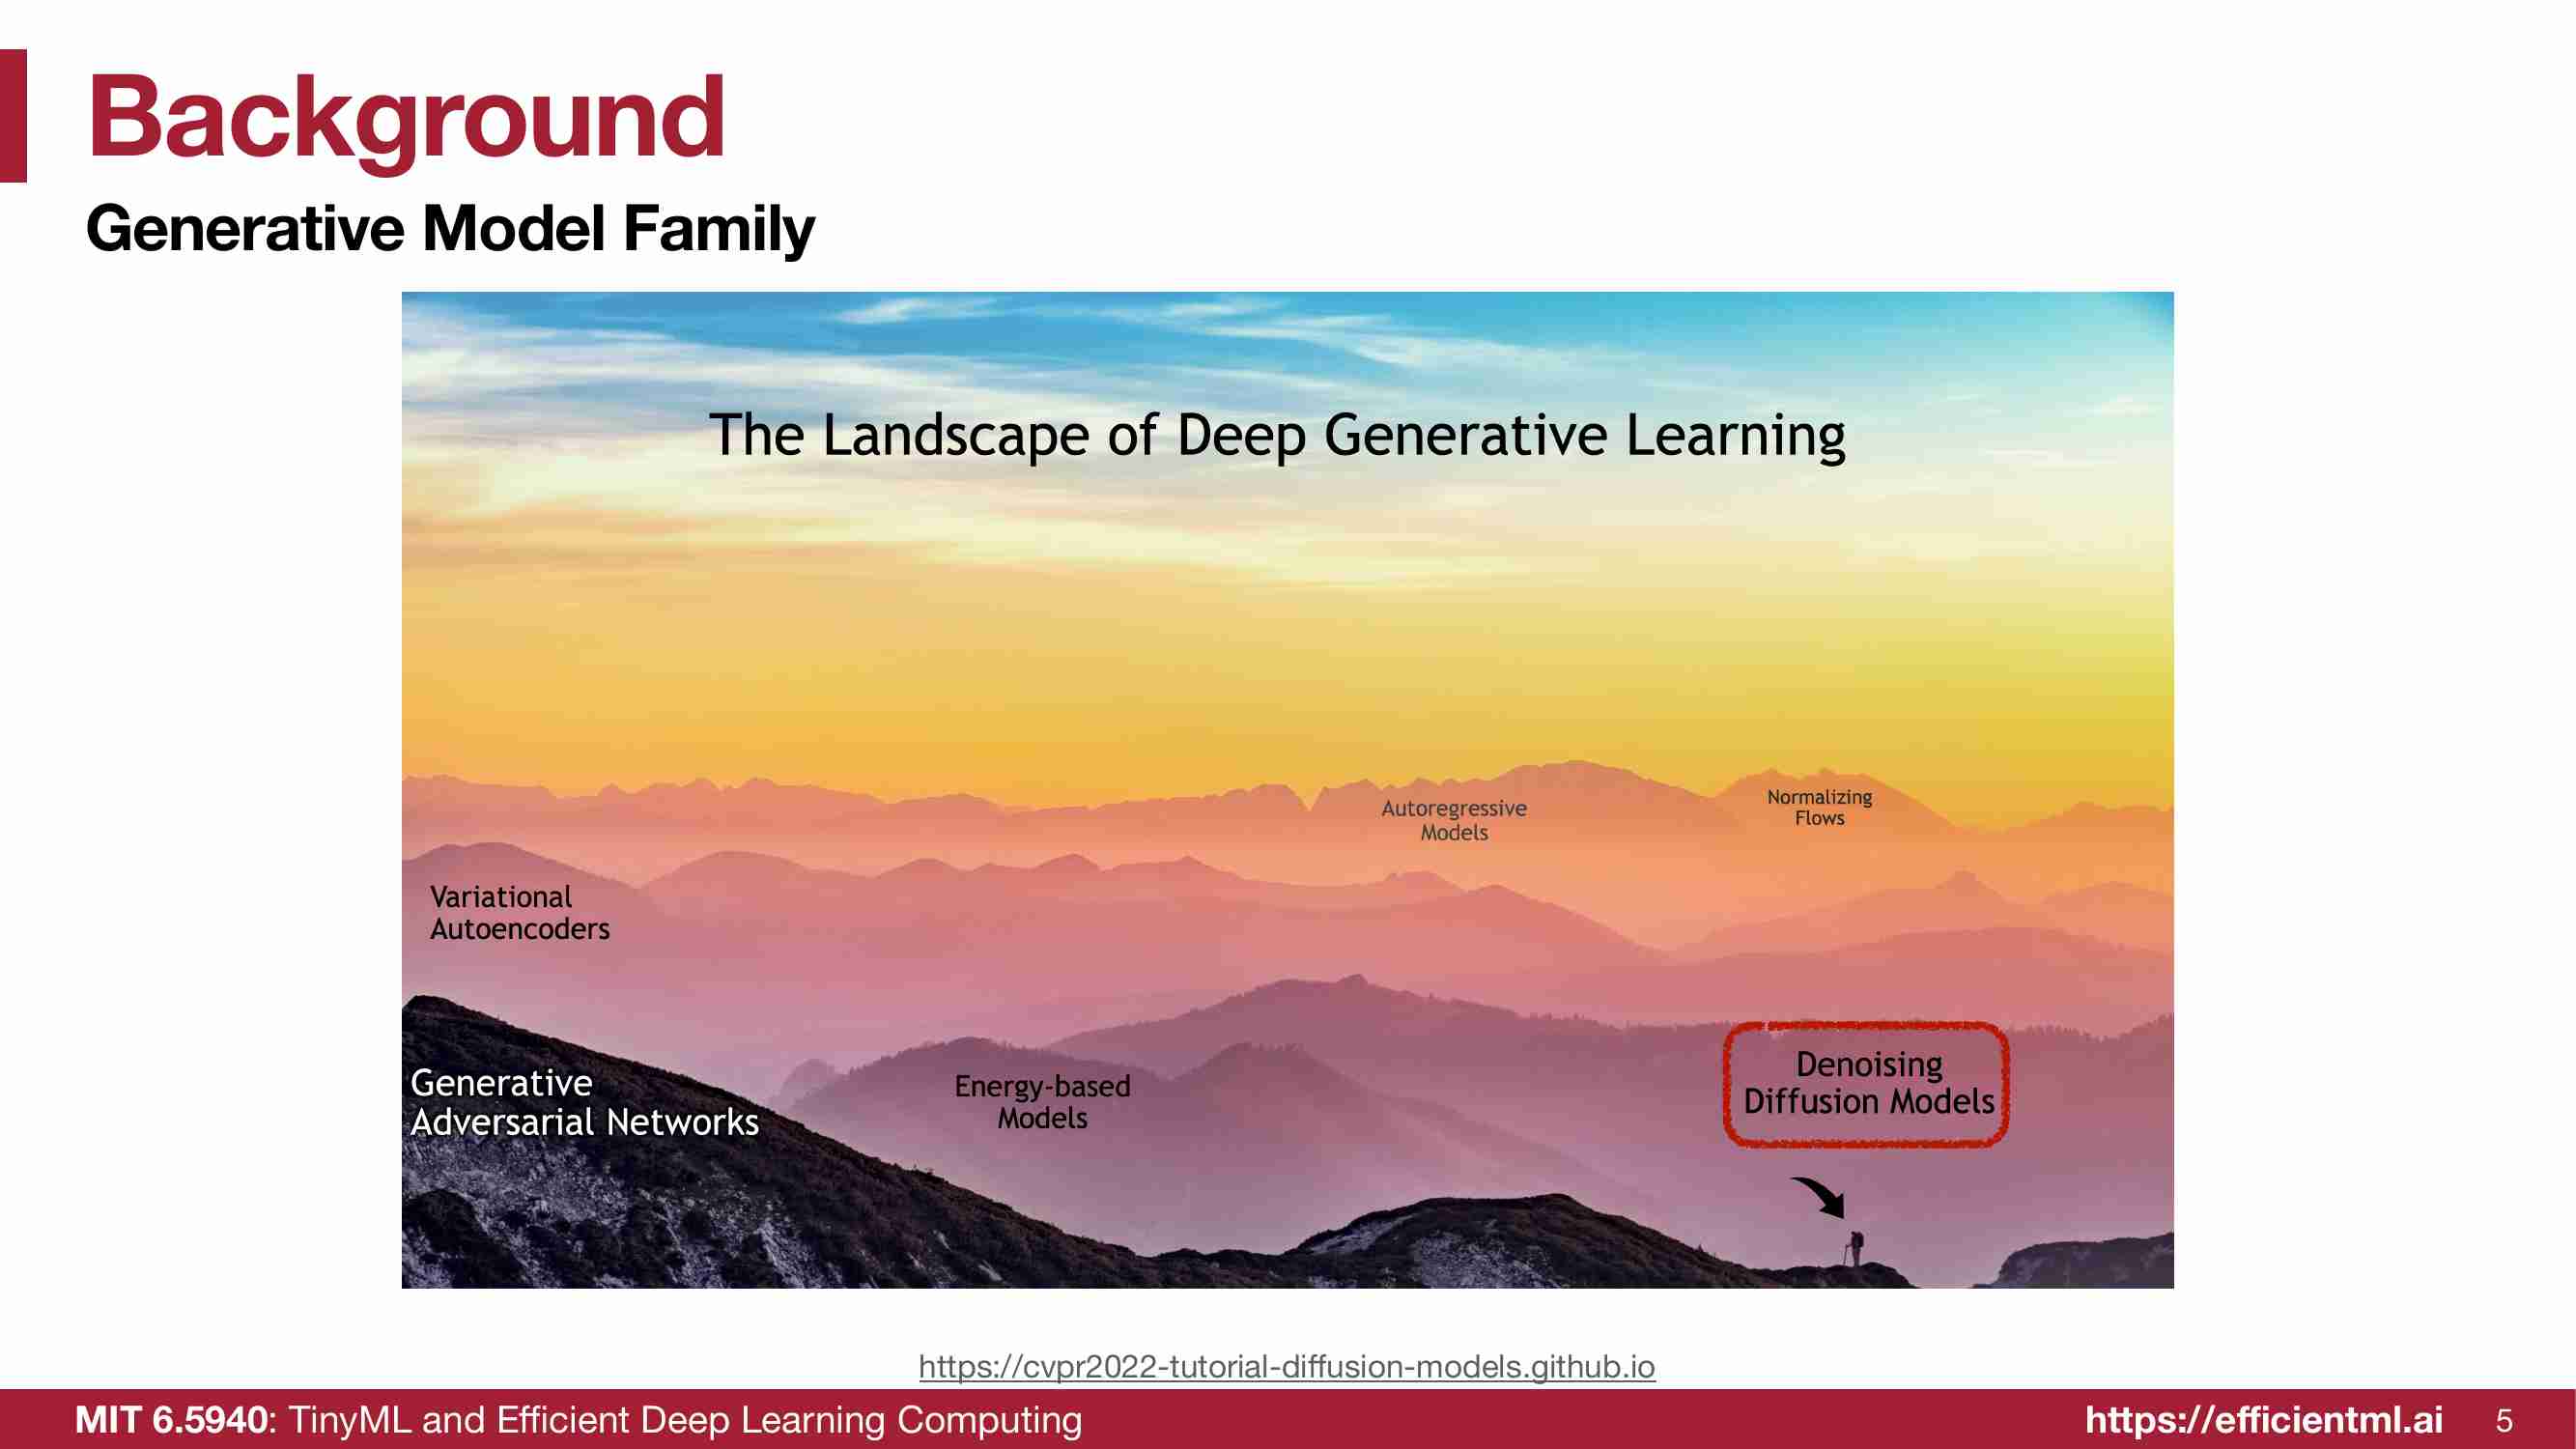 Background
Generative Model Family
The Landscape of Deep Generative Learning
Autoregressive
Models
Normalizing
Flows
Variational
Autoencoders
Generative
Adversarial Networks
Energy-based
Models
Denoising
Diffusion Models
https://cvpr2022-tutorial-diffusion-models.github.io
MIT 6.5940: TinyML and Efficient Deep Learning Computing
https://efficientml.ai
5